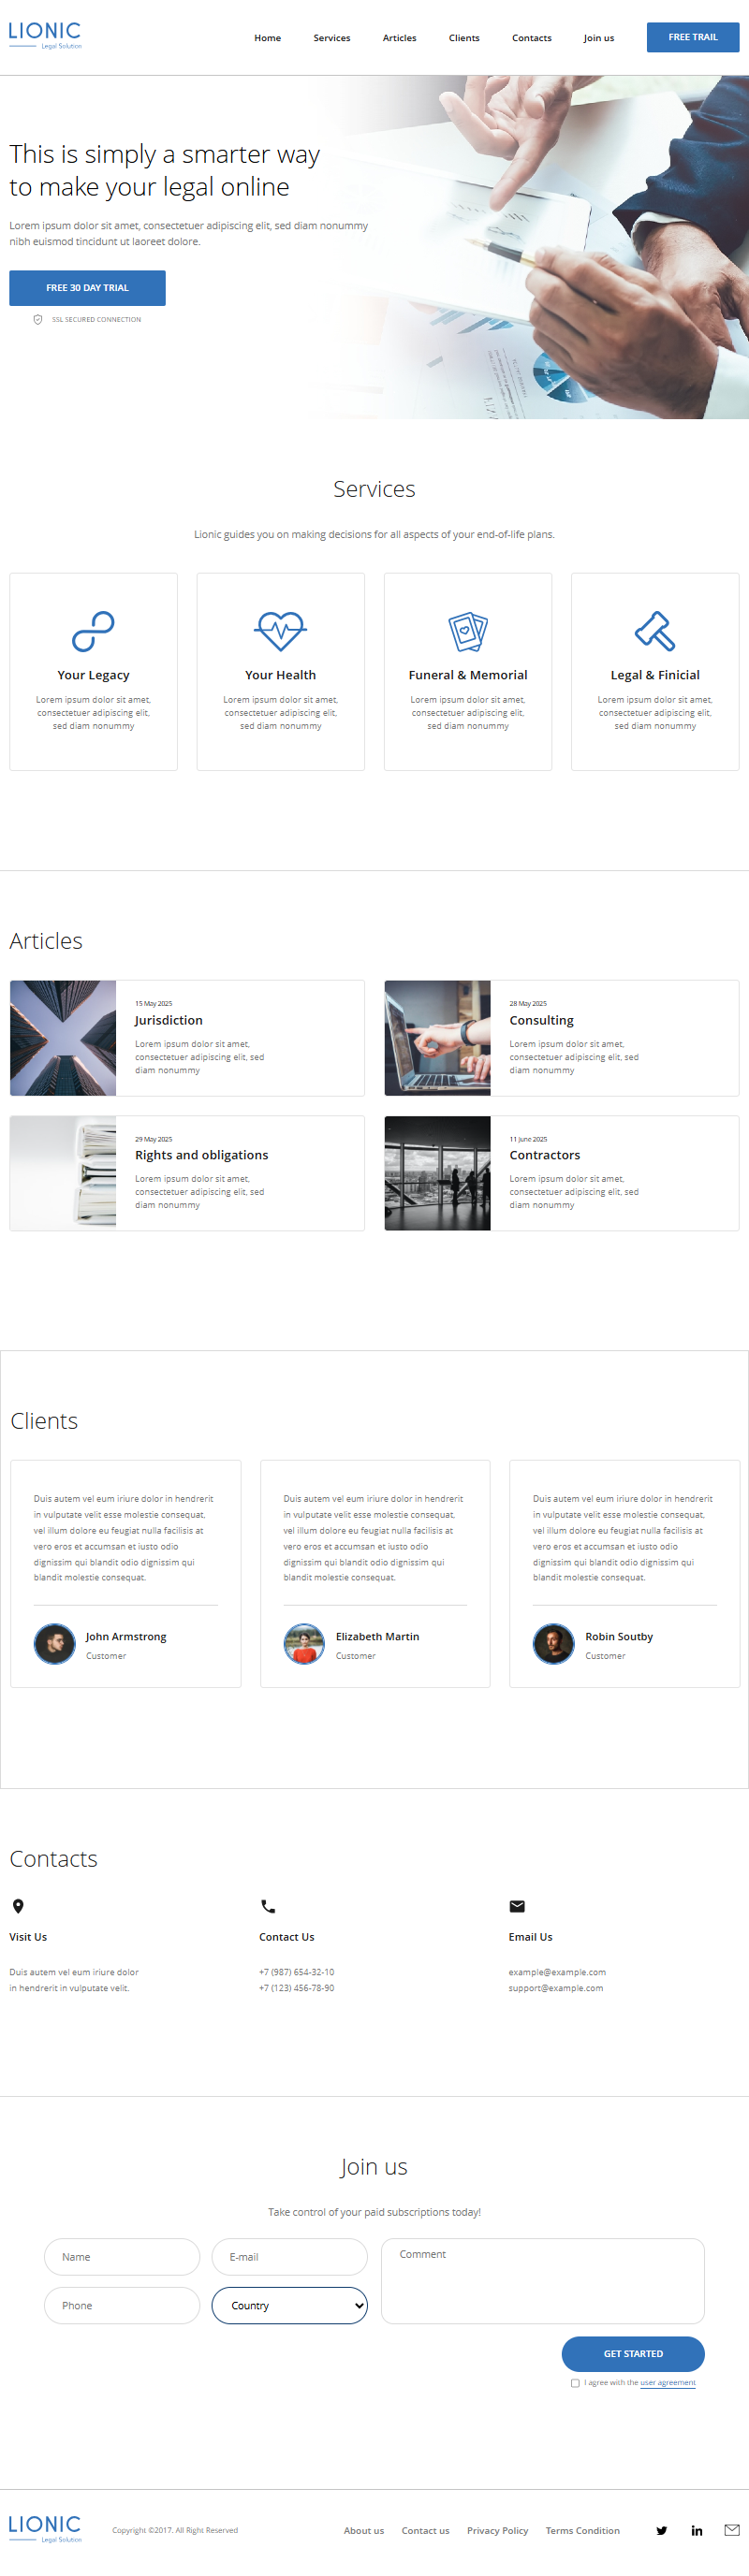 LIONIC
Legal Solution
Home
Services
Articles
Clients
Contacts
Join us
FREE TRAIL
This is simply a smarter way
to make your legal online
Lorem ipsum dolor sit amet, consectetuer adipiscing elit, sed diam nonummy
nibh euismod tincidunt ut laoreet dolore.
FREE 30 DAY TRIAL
SSL SECURED CONNECTION
Services
Lionic guides you on making decisions for all aspects of your end-of-life plans.
Your Legacy
Lorem ipsum dolor sit amet,
consectetuer adipiscing elit,
sed diam nonummy
Your Health
Lorem ipsum dolor sit amet,
consectetuer adipiscing elit,
sed diam nonummy
Funeral & Memorial
Lorem ipsum dolor sit amet,
consectetuer adipiscing elit,
sed diam nonummy
Legal & Finicial
Lorem ipsum dolor sit amet,
consectetuer adipiscing elit,
sed diam nonummy
Articles
15 May 2025
Jurisdiction
Lorem ipsum dolor sit amet,
consectetuer adipiscing elit, sed
diam nonummy
28 May 2025
Consulting
Lorem ipsum dolor sit amet,
consectetuer adipiscing elit, sed
diam nonummy
29 May 2025
Rights and obligations
Lorem ipsum dolor sit amet,
consectetuer adipiscing elit, sed
diam nonummy
11 June 2025
Contractors
Lorem ipsum dolor sit amet,
consectetuer adipiscing elit, sed
diam nonummy
Clients
Duis autem vel eum iriure dolor in hendrerit
in vulputate velit esse molestie consequat,
vel illum dolore eu feugiat nulla facilisis at
vero eros et accumsan et iusto odio
dignissim qui blandit odio dignissim qui
blandit molestie consequat.
John Armstrong
Customer
Duis autem vel eum iriure dolor in hendrerit
in vulputate velit esse molestie consequat,
vel illum dolore eu feugiat nulla facilisis at
vero eros et accumsan et iusto odio
dignissim qui blandit odio dignissim qui
blandit molestie consequat.
Elizabeth Martin
Customer
Duis autem vel eum iriure dolor in hendrerit
in vulputate velit esse molestie consequat,
vel illum dolore eu feugiat nulla facilisis at
vero eros et accumsan et iusto odio
dignissim qui blandit odio dignissim qui
blandit molestie consequat.
Robin Soutby
Customer
Contacts
Visit Us
Duis autem vel eum iriure dolor
in hendrerit in vulputate velit.
Contact Us
+7 (987) 654-32-10
+7 (123) 456-78-90
Email Us
example@example.com
support@example.com
Join us
Take control of your paid subscriptions today!
Name
E-mail
Comment
Phone
Country
GET STARTED
I agree with the user agreement
LIONIC
Legal Solution
Copyright ©2017. All Right Reserved
About us
Contact us
Privacy Policy
Terms Condition